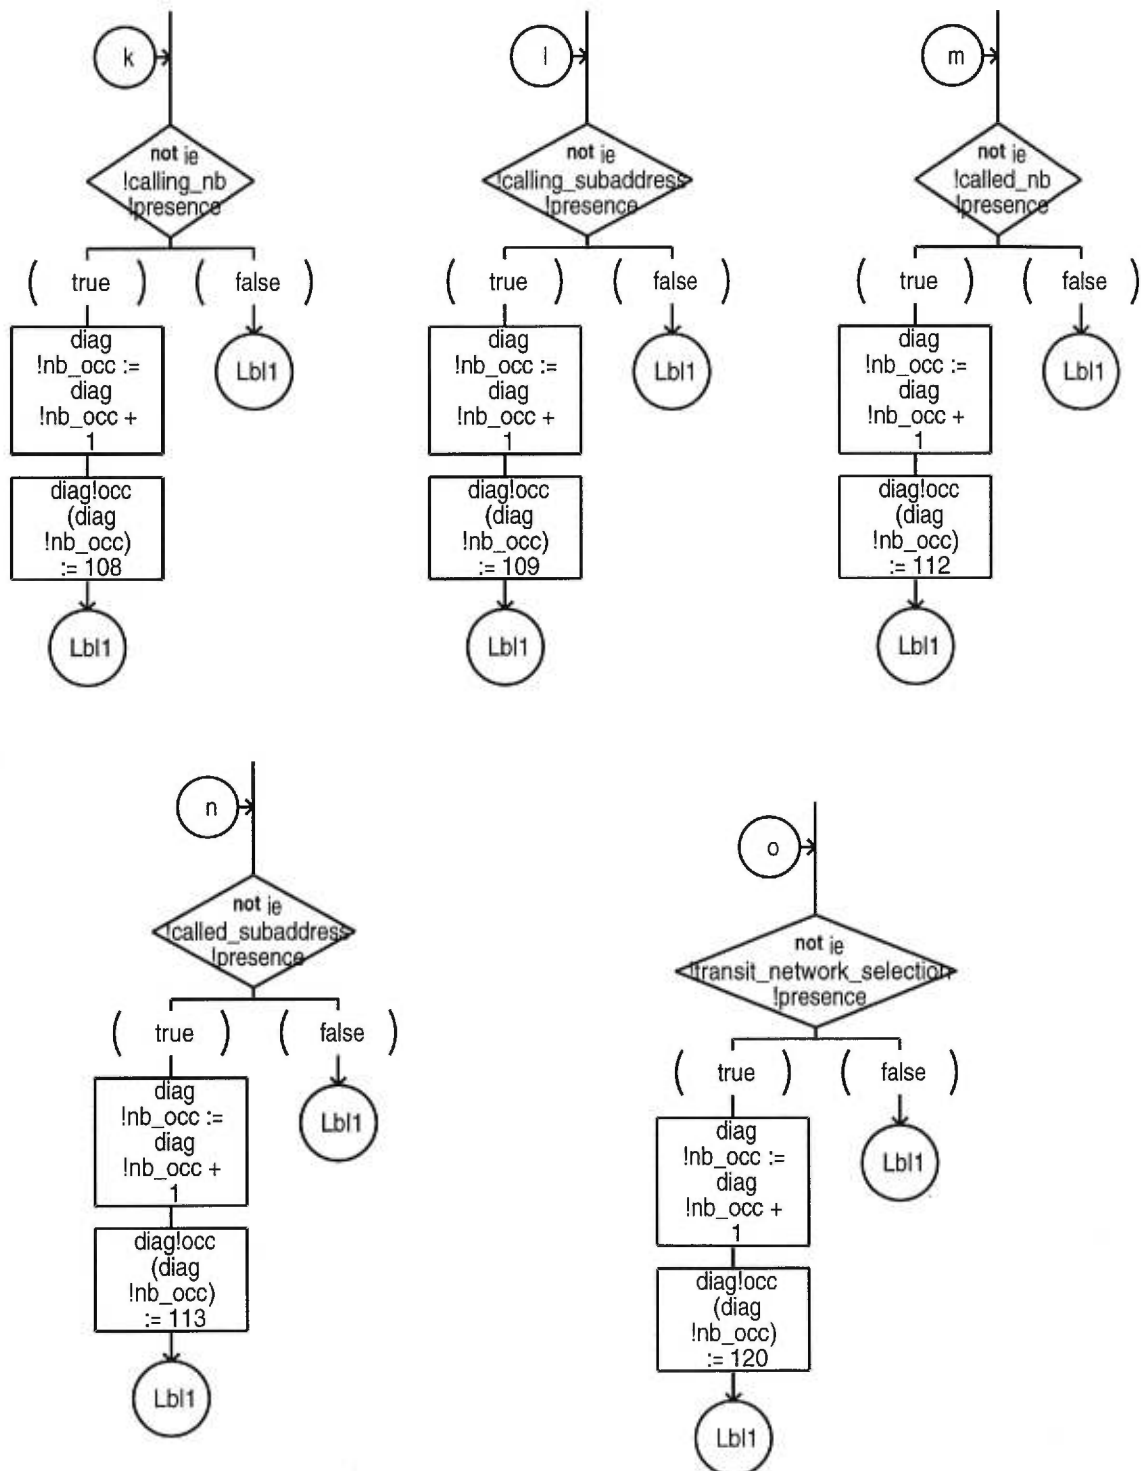 k
not ie
!calling_nb
!presence
( true )
( false )
diag
!nb_occ :=
diag
!nb_occ +
1
Lbl1
diag!occ
(diag
!nb_occ)
:= 108
Lbl1
l
not ie
!calling_subaddress
!presence
( true )
( false )
diag
!nb_occ :=
diag
!nb_occ +
1
Lbl1
diag!occ
(diag
!nb_occ)
:= 109
Lbl1
m
not ie
!called_nb
!presence
( true )
( false )
diag
!nb_occ :=
diag
!nb_occ +
1
Lbl1
diag!occ
(diag
!nb_occ)
:= 112
Lbl1
n
not ie
!called_subaddress
!presence
( true )
( false )
diag
!nb_occ :=
diag
!nb_occ +
1
Lbl1
diag!occ
(diag
!nb_occ)
:= 113
Lbl1
o
not ie
!transit_network_selection
!presence
( true )
( false )
diag
!nb_occ :=
diag
!nb_occ +
1
Lbl1
diag!occ
(diag
!nb_occ)
:= 120
Lbl1